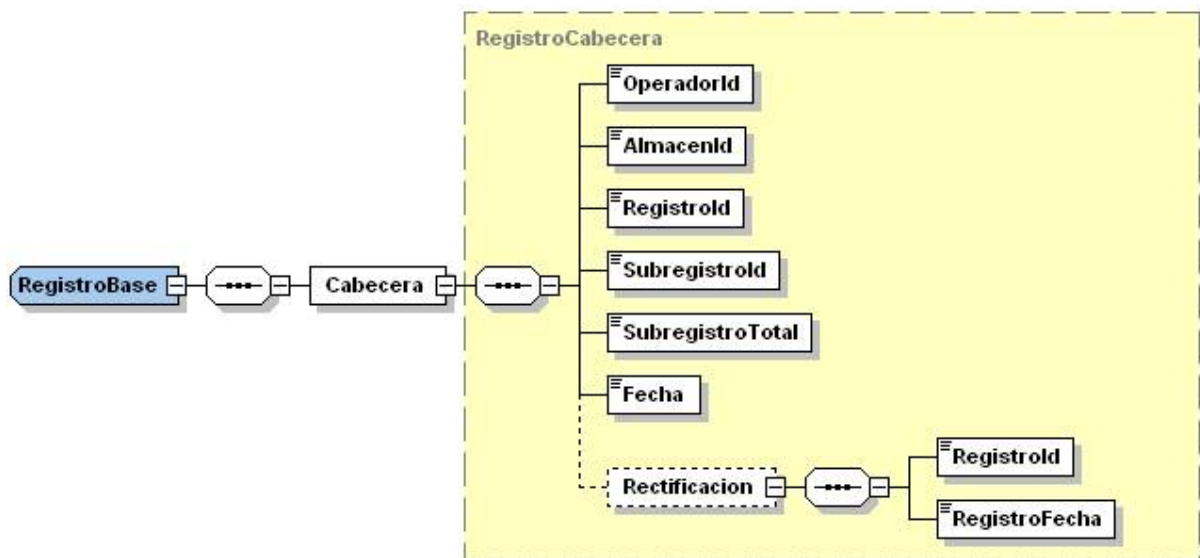 RegistroCabecera
OperadorId
AlmacenId
RegistroId
SubregistroId
RegistroBase
Cabecera
SubregistroTotal
Fecha
Rectificacion
RegistroId
RegistroFecha